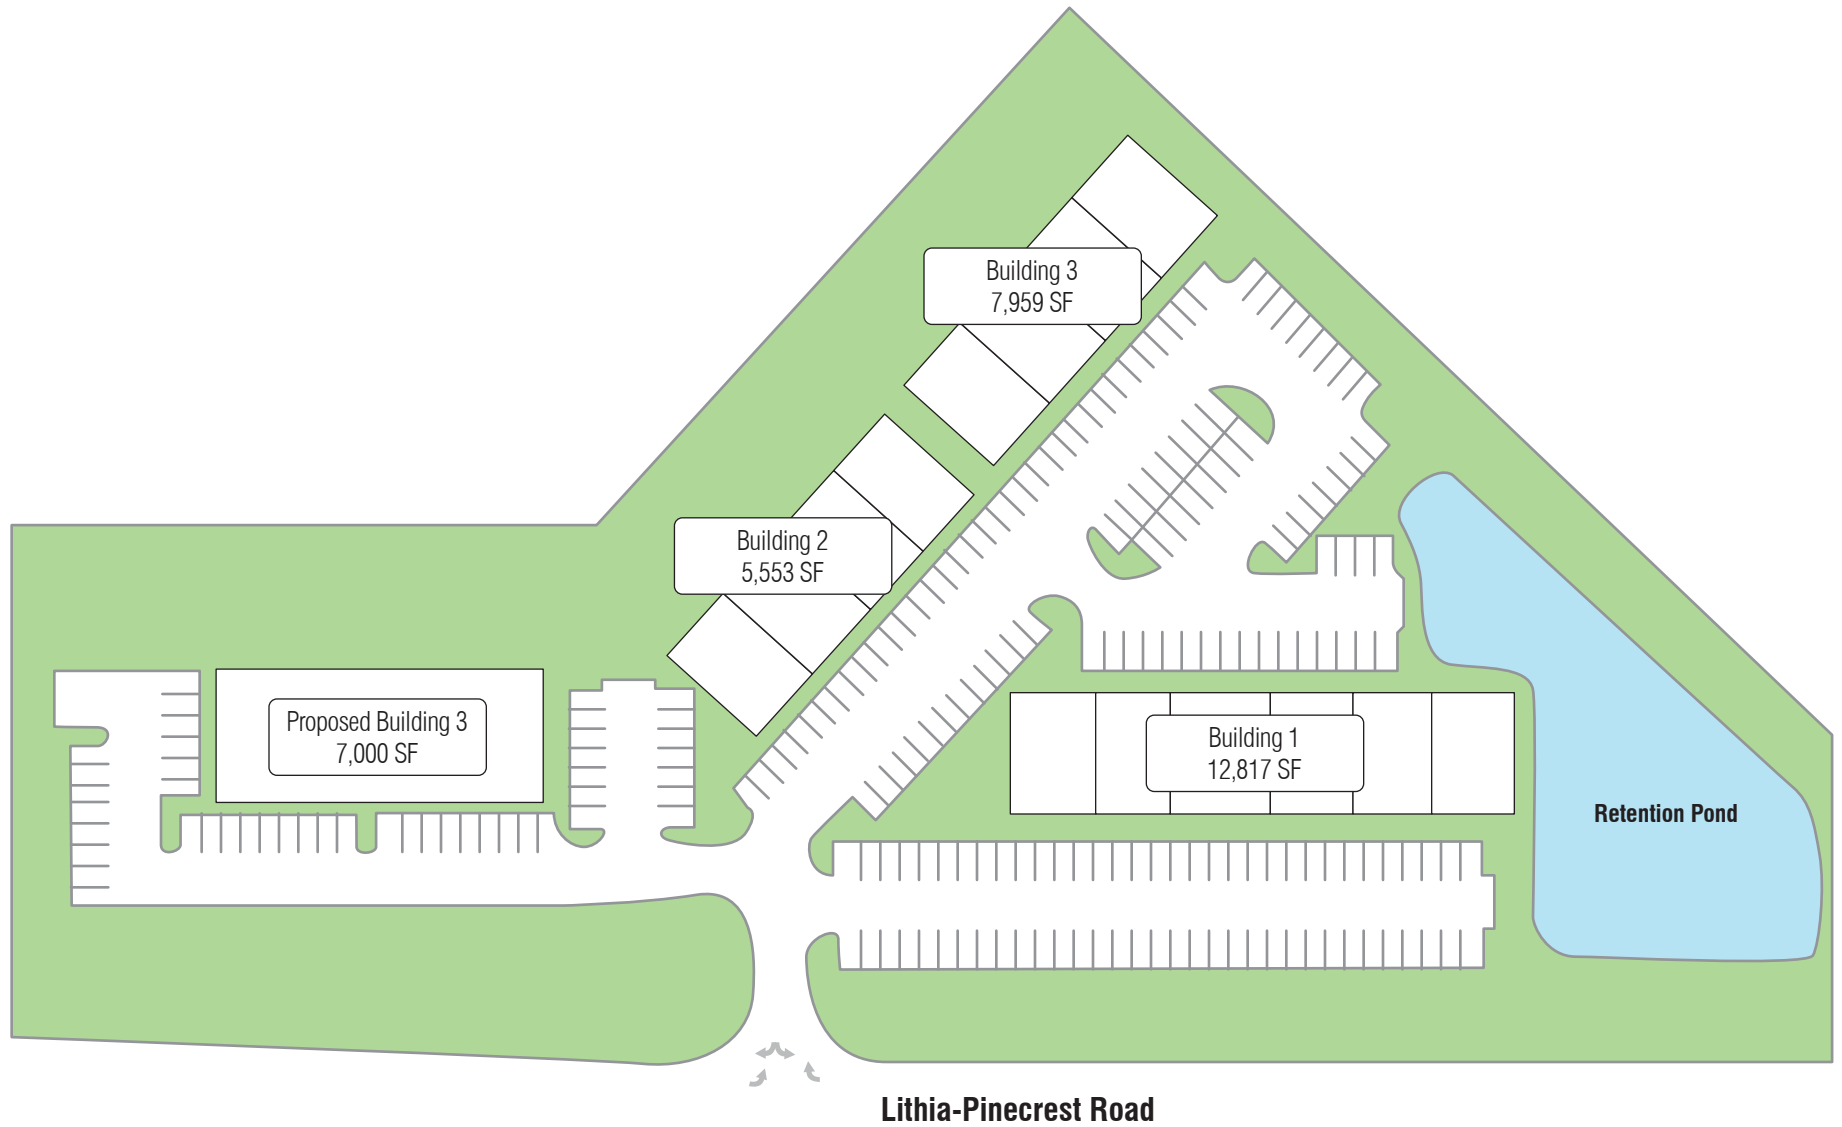 Building 3
7,959 SF
Building 2
5,553 SF
Proposed Building 3
7,000 SF
Building 1
12,817 SF
Retention Pond
Lithia-Pinecrest Road